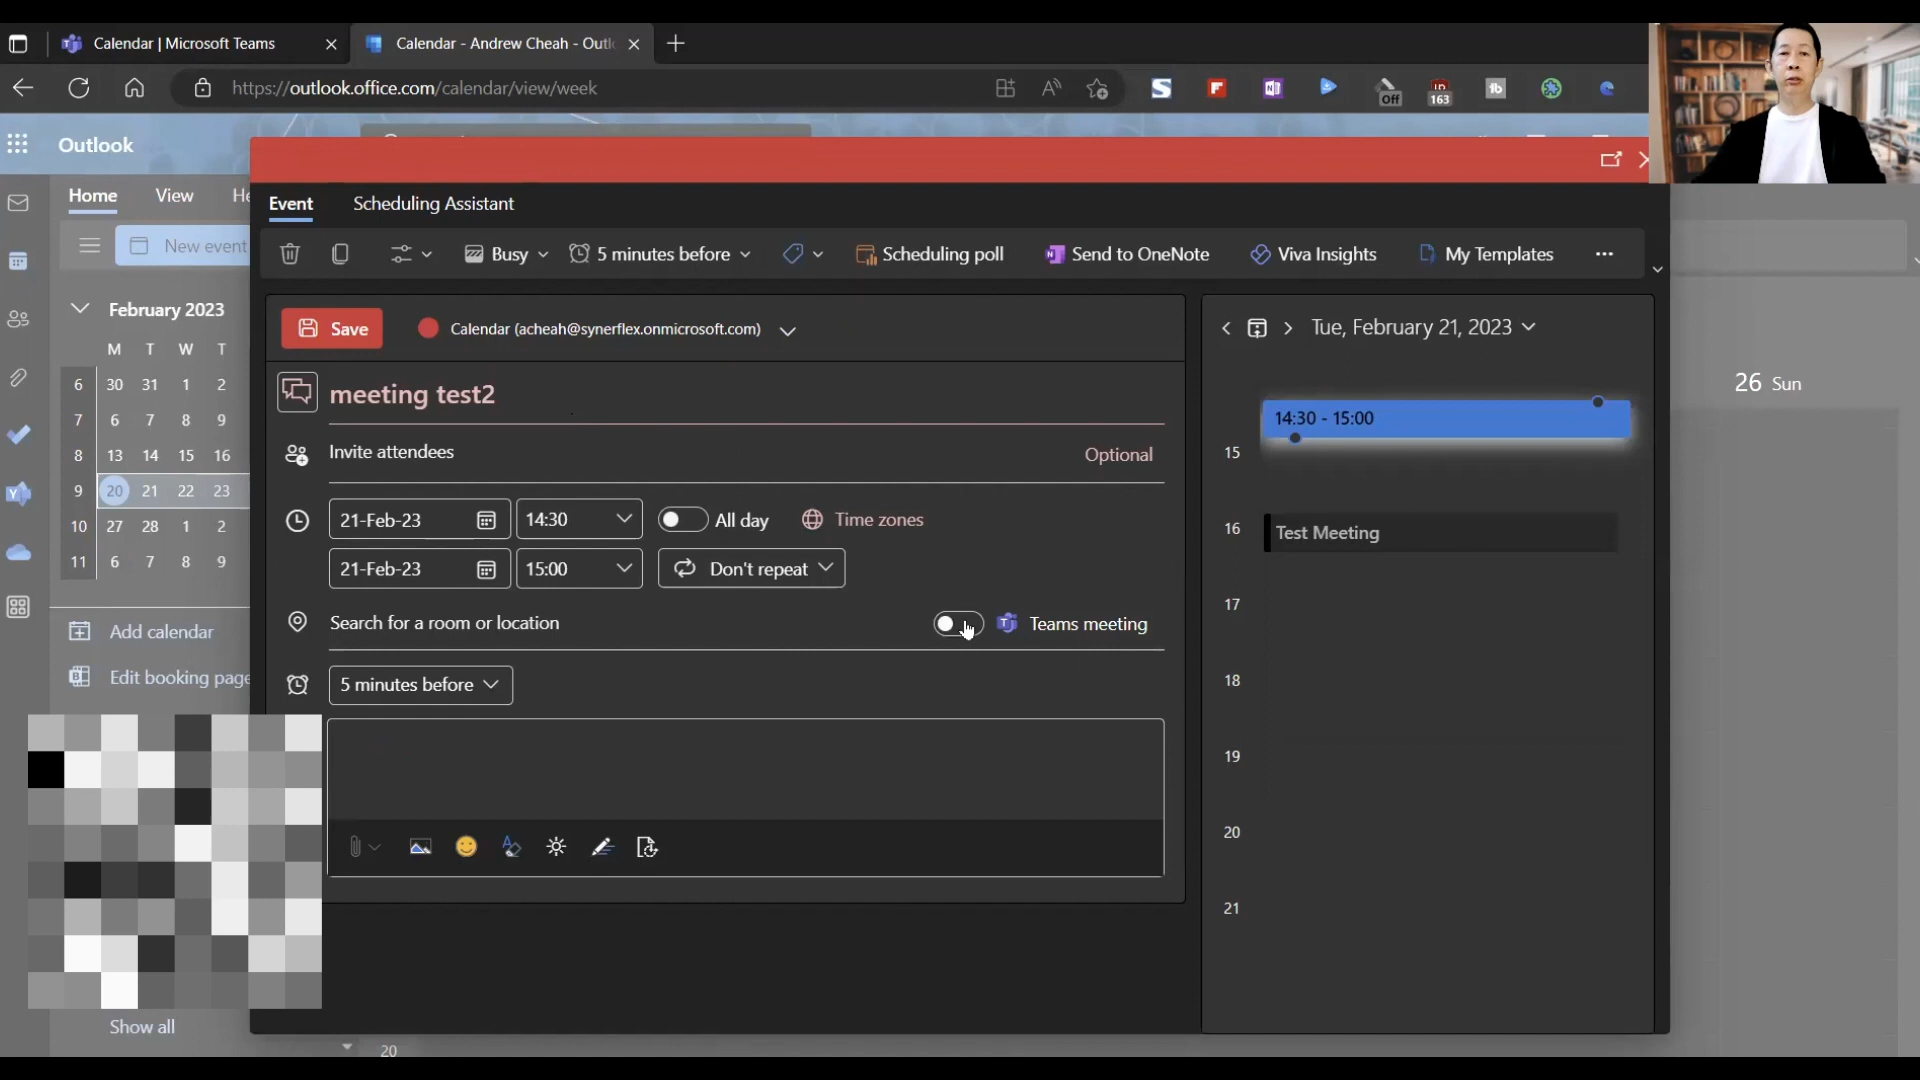 Calendar | Microsoft Teams
Calendar - Andrew Cheah - Outl
https://outlook.office.com/calendar/view/week
Off
163
Outlook
Home View He
New event
Event Scheduling Assistant
Busy 5 minutes before Scheduling poll Send to OneNote Viva Insights My Templates
Save Calendar (acheah@synerflex.onmicrosoft.com)
meeting test2
Invite attendees Optional
21-Feb-23 14:30 All day Time zones
21-Feb-23 15:00 Don't repeat
Search for a room or location Teams meeting
5 minutes before
Tue, February 21, 2023
14:30 - 15:00
15
16 Test Meeting
17
18
19
20
21
26 Sun
February 2023
M T W T
6 30 31 1 2
7 6 7 8 9
8 13 14 15 16
9 20 21 22 23
10 27 28 1 2
11 6 7 8 9
Add calendar
Edit booking page
Show all
20